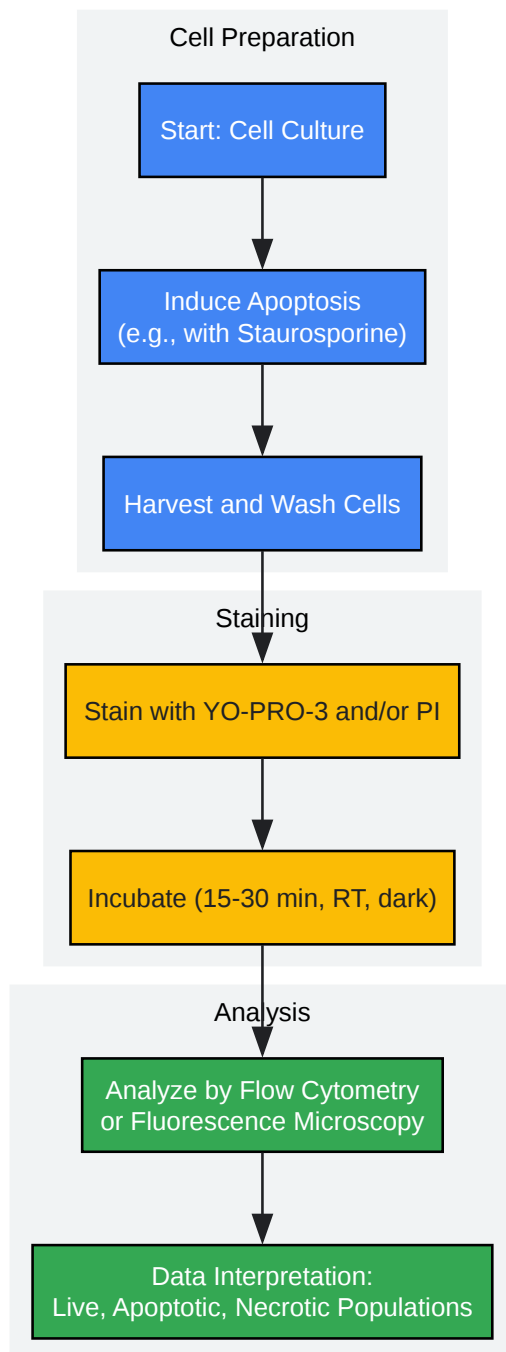 Cell Preparation
Start: Cell Culture
Induce Apoptosis
(e.g., with Staurosporine)
Harvest and Wash Cells
Staining
Stain with YO-PRO-3 and/or PI
Incubate (15-30 min, RT, dark)
Analysis
Analyze by Flow Cytometry
or Fluorescence Microscopy
Data Interpretation:
Live, Apoptotic, Necrotic Populations